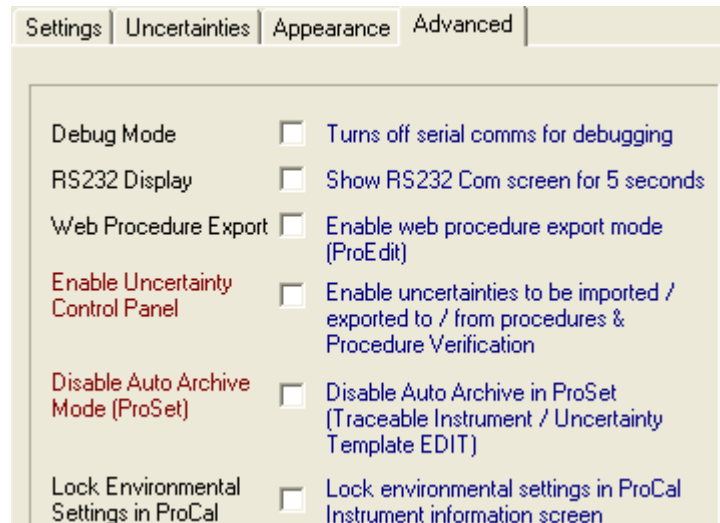 Settings Uncertainties Appearance Advanced
Debug Mode Turns off serial comms for debugging
RS232 Display Show RS232 Com screen for 5 seconds
Web Procedure Export Enable web procedure export mode
(ProEdit)
Enable Uncertainty
Control Panel
Enable uncertainties to be imported /
exported to / from procedures &
Procedure Verification
Disable Auto Archive
Mode (ProSet)
Disable Auto Archive in ProSet
(Traceable Instrument / Uncertainty
Template EDIT)
Lock Environmental
Settings in ProCal
Lock environmental settings in ProCal
Instrument information screen